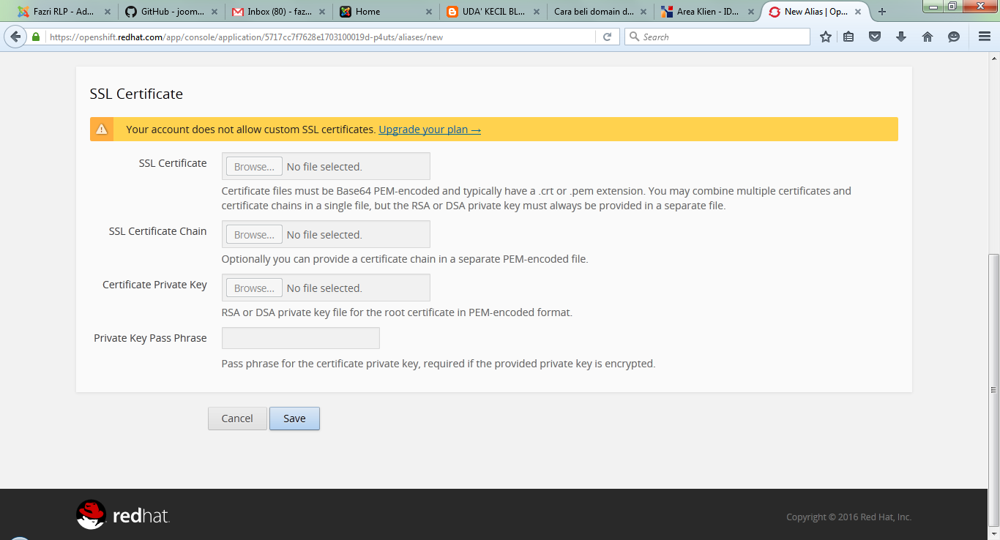 Fazri RLP - Ad...
GitHub - joom...
Inbox (80) - faz...
Home
UDA' KECIL BL...
Cara beli domain d...
Area Klien - ID...
New Alias | Op...
https://openshift.redhat.com/app/console/application/5717cc7f7628e1703100019d-p4uts/aliases/new
Search
SSL Certificate
Your account does not allow custom SSL certificates. Upgrade your plan →
SSL Certificate
Browse... No file selected.
Certificate files must be Base64 PEM-encoded and typically have a .crt or .pem extension. You may combine multiple certificates and
certificate chains in a single file, but the RSA or DSA private key must always be provided in a separate file.
SSL Certificate Chain
Browse... No file selected.
Optionally you can provide a certificate chain in a separate PEM-encoded file.
Certificate Private Key
Browse... No file selected.
RSA or DSA private key file for the root certificate in PEM-encoded format.
Private Key Pass Phrase
Pass phrase for the certificate private key, required if the provided private key is encrypted.
Cancel
Save
redhat.
Copyright © 2016 Red Hat, Inc.